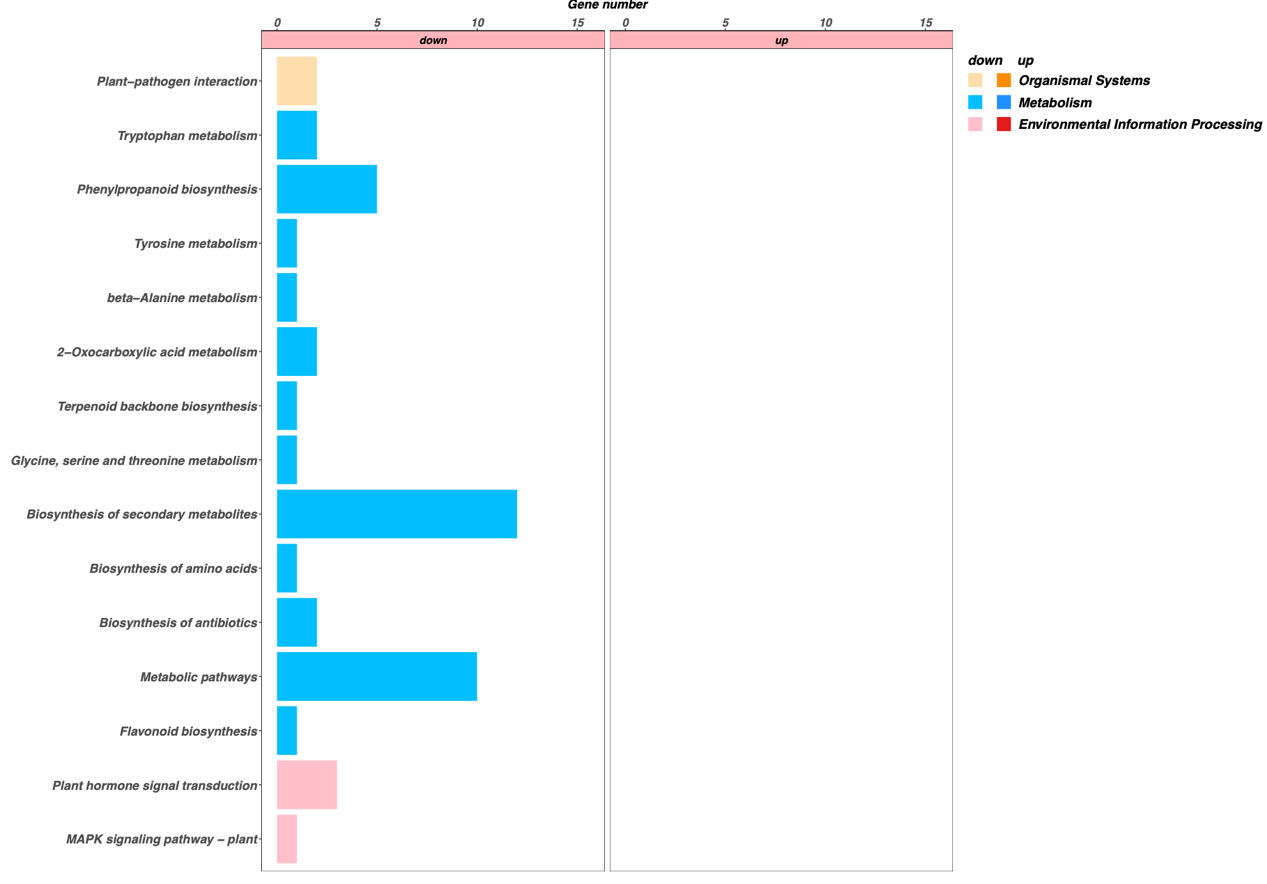 Gene number
0 5 10 15 0 5 10 15
down up
down up
Organismal Systems
Metabolism
Environmental Information Processing
Plant–pathogen interaction
Tryptophan metabolism
Phenylpropanoid biosynthesis
Tyrosine metabolism
beta–Alanine metabolism
2–Oxocarboxylic acid metabolism
Terpenoid backbone biosynthesis
Glycine, serine and threonine metabolism
Biosynthesis of secondary metabolites
Biosynthesis of amino acids
Biosynthesis of antibiotics
Metabolic pathways
Flavonoid biosynthesis
Plant hormone signal transduction
MAPK signaling pathway – plant